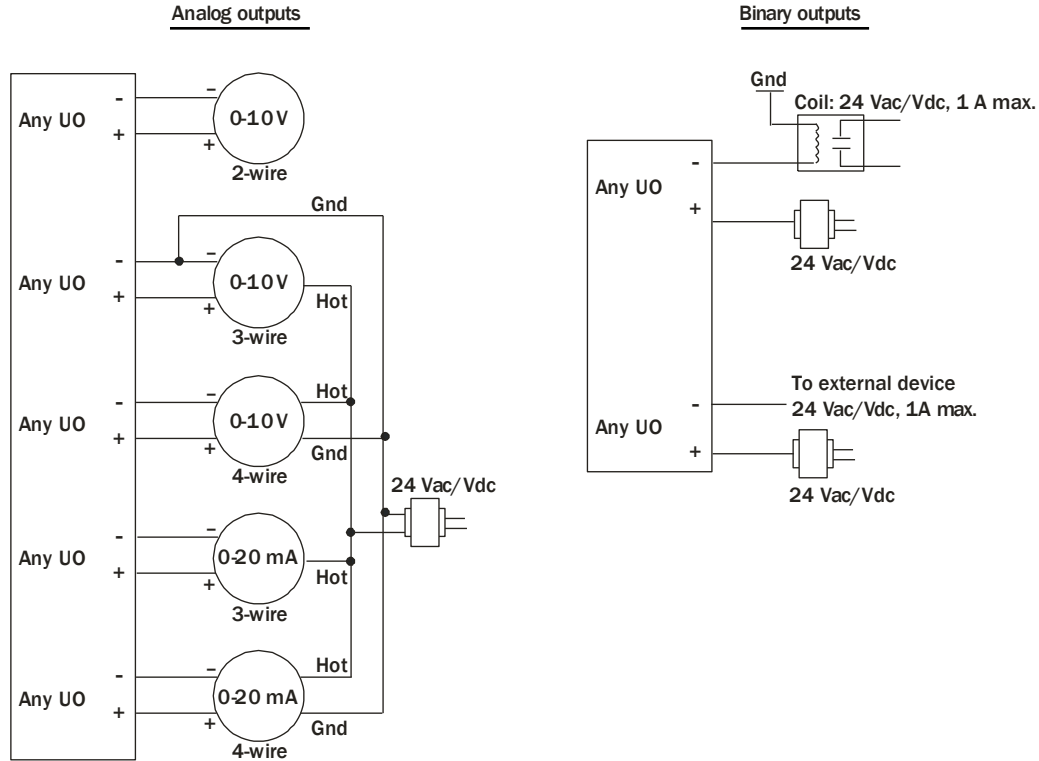 Analog outputs
Any UO
-
+
–
+
0-10 V
2-wire
Gnd
Any UO
-
+
–
+
0-10 V
Hot
3-wire
Any UO
-
+
–
+
0-10 V
Hot
Gnd
4-wire
24 Vac/Vdc
Any UO
-
+
–
+
0-20 mA
Hot
3-wire
Any UO
-
+
–
+
0-20 mA
Hot
Gnd
4-wire
Binary outputs
Gnd
Coil: 24 Vac/Vdc, 1 A max.
Any UO
-
+
24 Vac/Vdc
To external device
24 Vac/Vdc, 1A max.
Any UO
-
+
24 Vac/Vdc